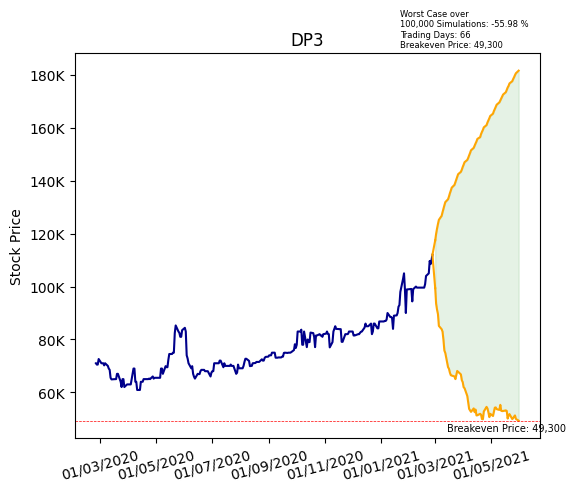 Worst Case over
100,000 Simulations: -55.98 %
Trading Days: 66
Breakeven Price: 49,300
DP3
Stock Price
180K
160K
140K
120K
100K
80K
60K
Breakeven Price: 49,300
01/03/2020
01/05/2020
01/07/2020
01/09/2020
01/11/2020
01/01/2021
01/03/2021
01/05/2021